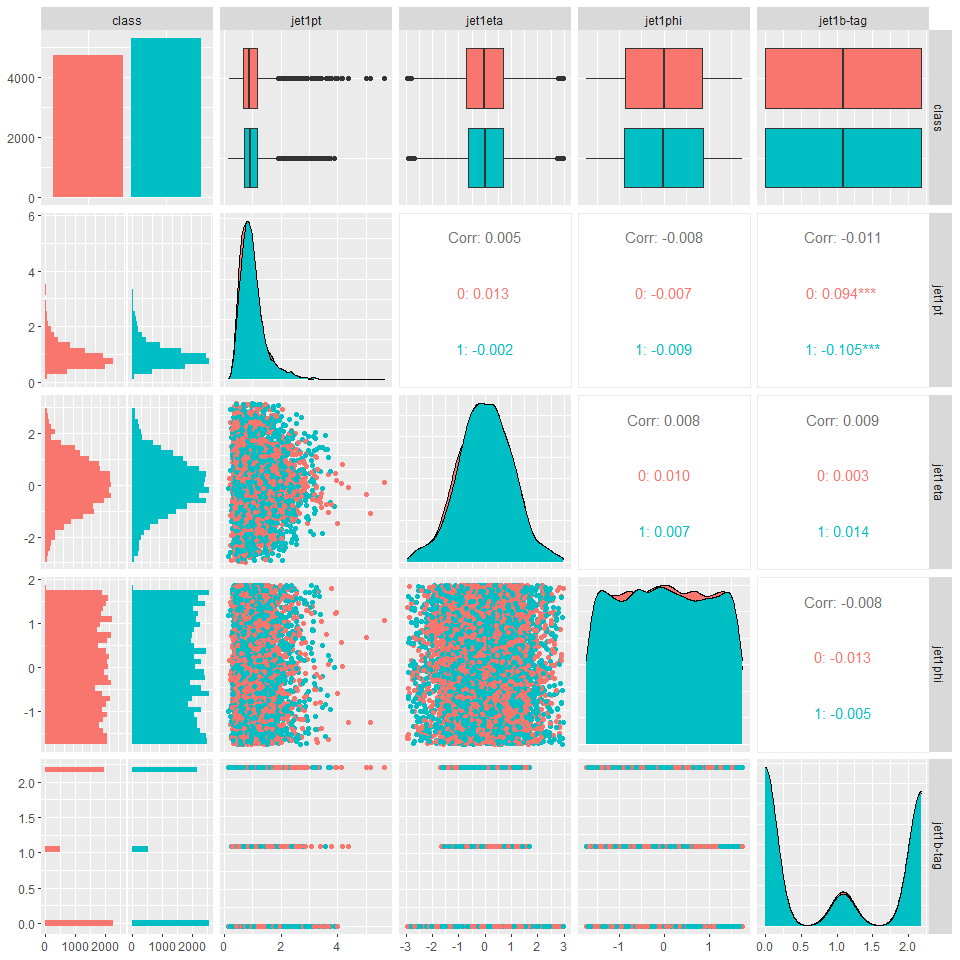 class jet1pt jet1eta jet1phi jet1b-tag
4000
2000
0
class
6
4
2
0
Corr: 0.005
0: 0.013
1: -0.002
Corr: -0.008
0: -0.007
1: -0.009
Corr: -0.011
0: 0.094***
1: -0.105***
jet1pt
2
0
-2
Corr: 0.008
0: 0.010
1: 0.007
Corr: 0.009
0: 0.003
1: 0.014
jet1eta
2
1
0
-1
Corr: -0.008
0: -0.013
1: -0.005
jet1phi
2.0
1.5
1.0
0.5
0.0
jet1b-tag
0 1000 2000 0 1000 2000 0 2 4 -3 -2 -1 0 1 2 3 -1 0 1 0.0 0.5 1.0 1.5 2.0